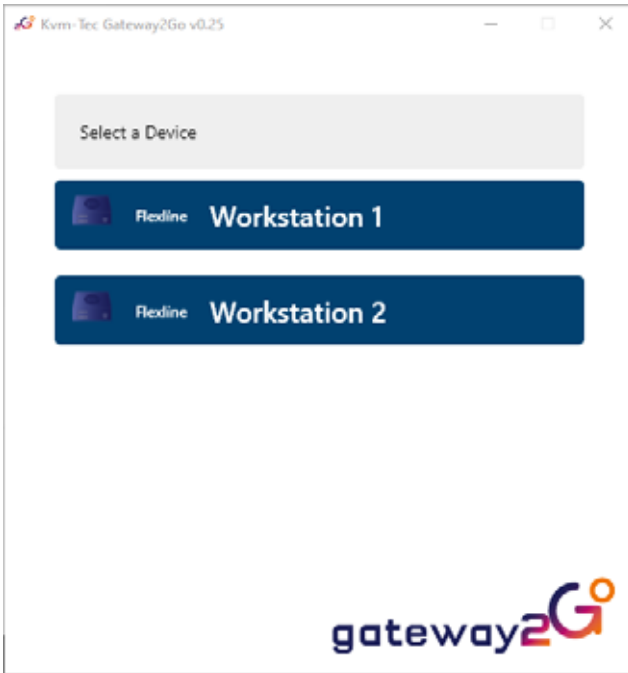 Kvm-Tec Gateway2Go v0.25
Select a Device
Flexline Workstation 1
Flexline Workstation 2
gateway2Go